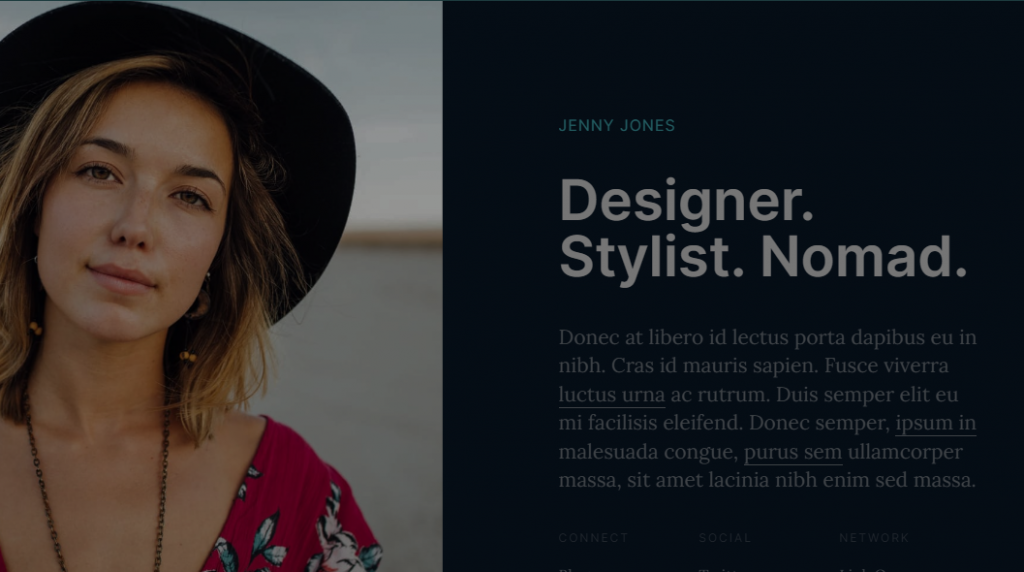 JENNY JONES
Designer.
Stylist. Nomad.
Donec at libero id lectus porta dapibus eu in
nibh. Cras id mauris sapien. Fusce viverra
luctus urna ac rutrum. Duis semper elit eu
mi facilisis eleifend. Donec semper, ipsum in
malesuada congue, purus sem ullamcorper
massa, sit amet lacinia nibh enim sed massa.
CONNECT SOCIAL NETWORK